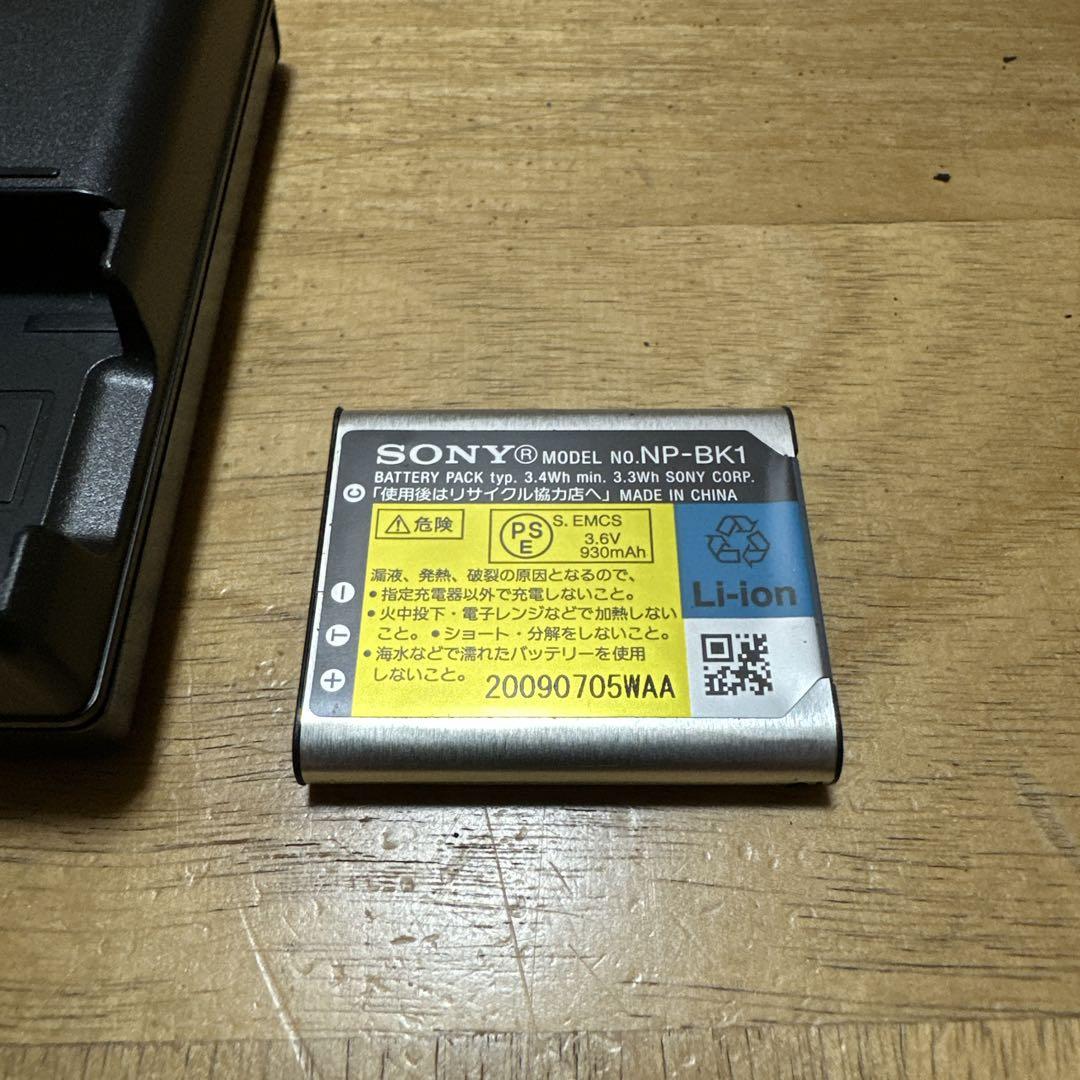 SONY® MODEL NO.NP-BK1
BATTERY PACK typ. 3.4Wh min. 3.3Wh SONY CORP.
「使用後はリサイクル協力店へ」 MADE IN CHINA
C
⚠危険
PS
E
S. EMCS
3.6V
930mAh
漏液、発熱、破裂の原因となるので、
•指定充電器以外で充電しないこと。
•火中投下・電子レンジなどで加熱しない
こと。•ショート・分解をしないこと。
•海水などで濡れたバッテリーを使用
しないこと。
20090705WAA
Li-ion
−
T
+